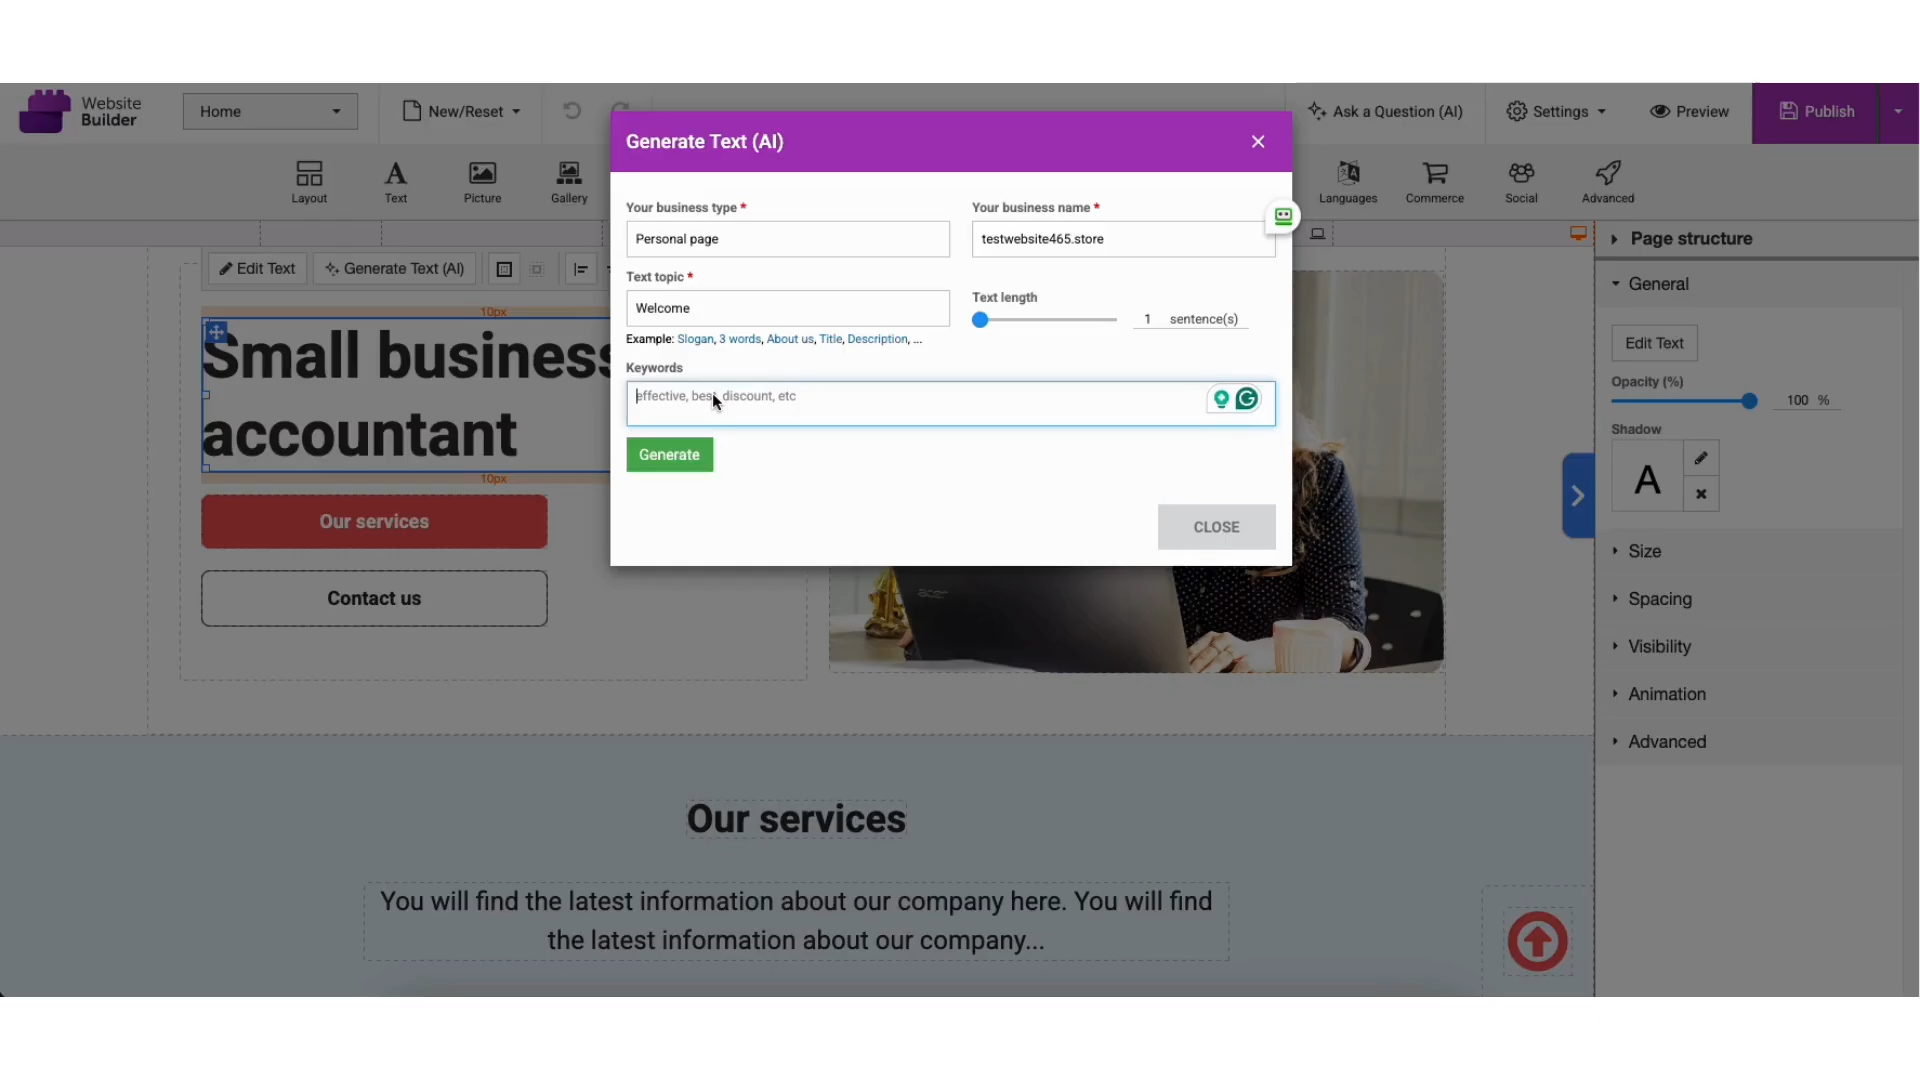 Website
Builder
Home
New/Reset
Ask a Question (AI)
Settings
Preview
Publish
Layout
Text
Picture
Gallery
Languages
Commerce
Social
Advanced
Generate Text (AI)
Your business type *
Your business name *
Personal page
testwebsite465.store
Text topic *
Text length
Welcome
1 sentence(s)
Example: Slogan, 3 words, About us, Title, Description, ...
Keywords
effective, best, discount, etc
Generate
CLOSE
Edit Text
Generate Text (AI)
10px
Small business
accountant
10px
Our services
Contact us
acer
Our services
You will find the latest information about our company here. You will find
the latest information about our company...
Page structure
General
Edit Text
Opacity (%)
100 %
Shadow
A
Size
Spacing
Visibility
Animation
Advanced